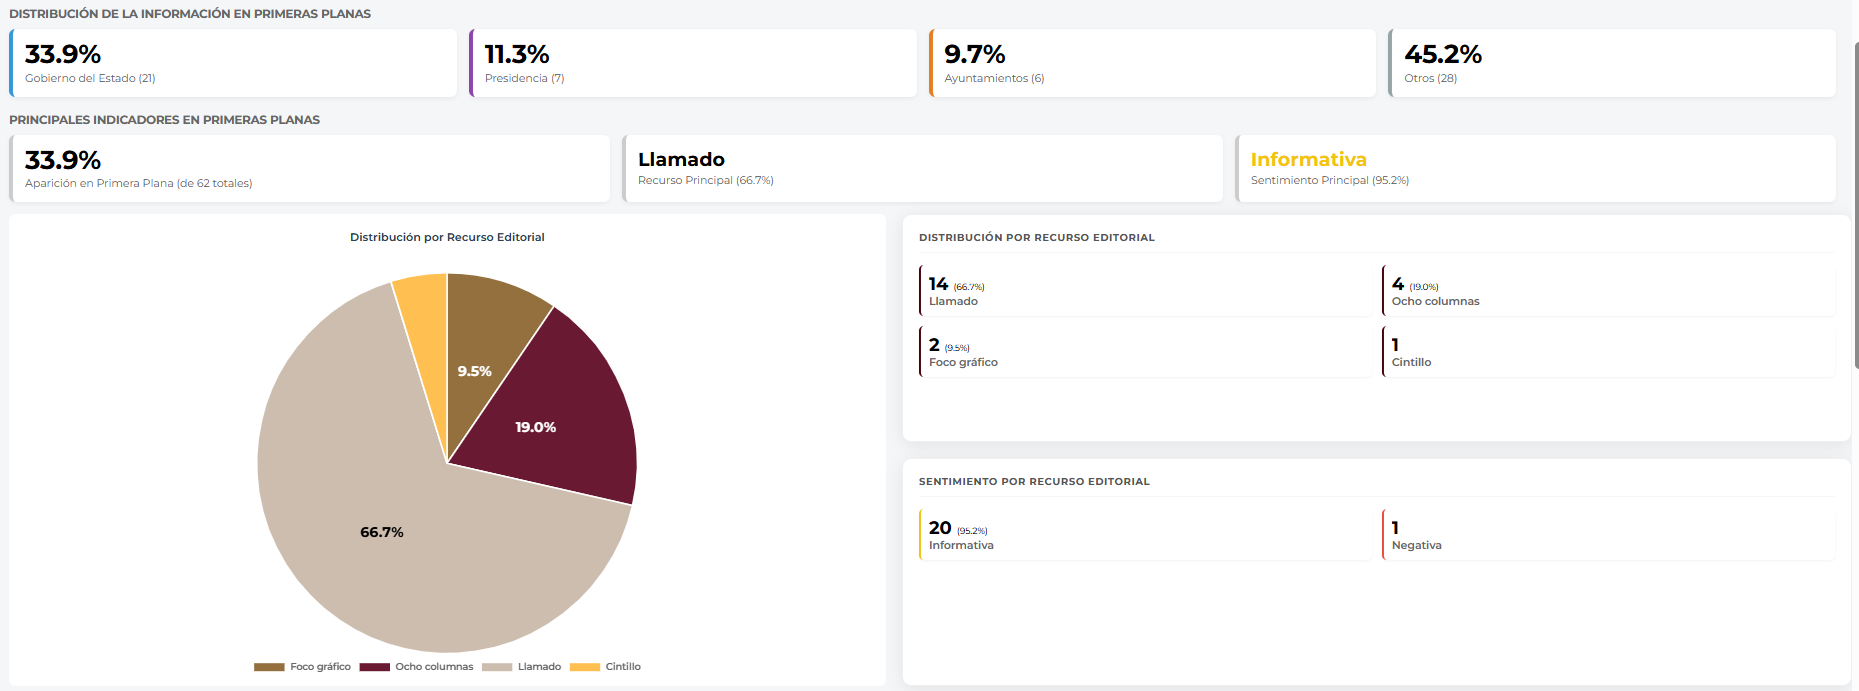 DISTRIBUCIÓN DE LA INFORMACIÓN EN PRIMERAS PLANAS
33.9%
Gobierno del Estado (21)
11.3%
Presidencia (7)
9.7%
Ayuntamientos (6)
45.2%
Otros (28)
PRINCIPALES INDICADORES EN PRIMERAS PLANAS
33.9%
Aparición en Primera Plana (de 62 totales)
Llamado
Recurso Principal (66.7%)
Informativa
Sentimiento Principal (95.2%)
Distribución por Recurso Editorial
9.5%
19.0%
66.7%
Foco gráfico
Ocho columnas
Llamado
Cintillo
DISTRIBUCIÓN POR RECURSO EDITORIAL
14 (66.7%)
Llamado
4 (19.0%)
Ocho columnas
2 (9.5%)
Foco gráfico
1
Cintillo
SENTIMIENTO POR RECURSO EDITORIAL
20 (95.2%)
Informativa
1
Negativa